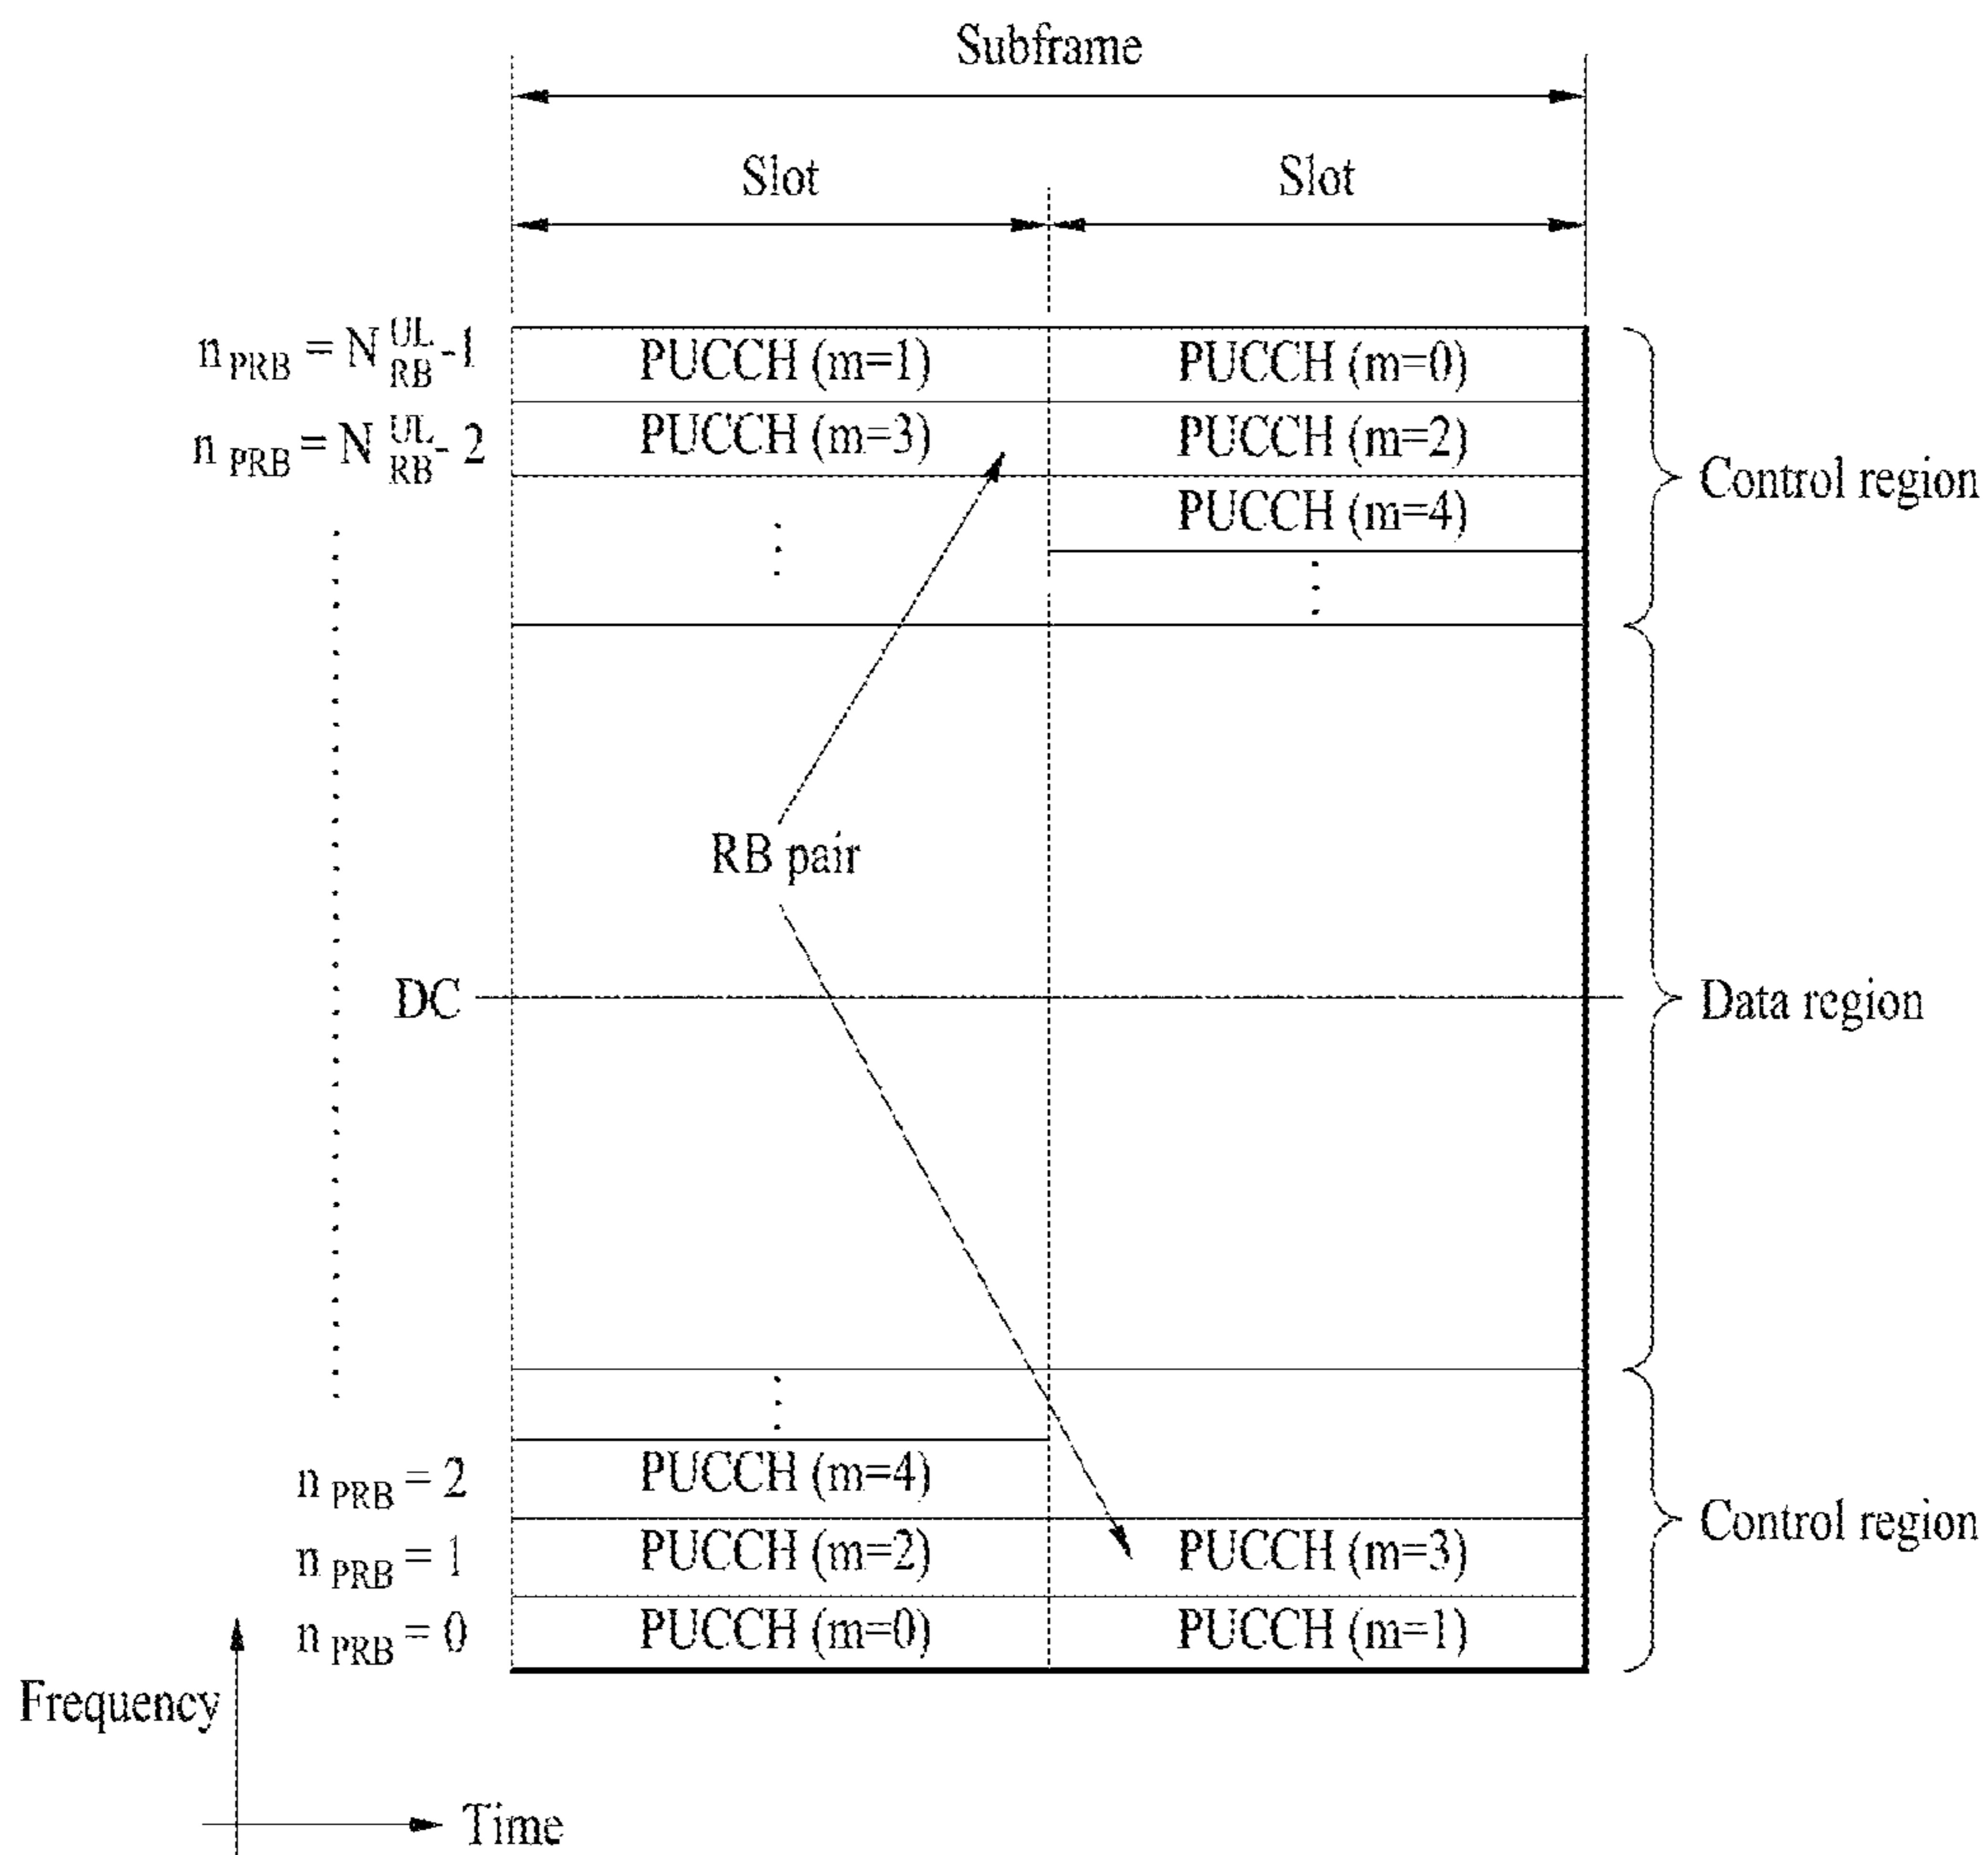 Subframe
Slot Slot
n PRB = N UL RB -1 PUCCH (m=1) PUCCH (m=0)
n PRB = N UL RB - 2 PUCCH (m=3) PUCCH (m=2)
Control region
PUCCH (m=4)
RB pair
DC
Data region
n PRB = 2 PUCCH (m=4)
Control region
n PRB = 1 PUCCH (m=2) PUCCH (m=3)
n PRB = 0 PUCCH (m=0) PUCCH (m=1)
Frequency
Time